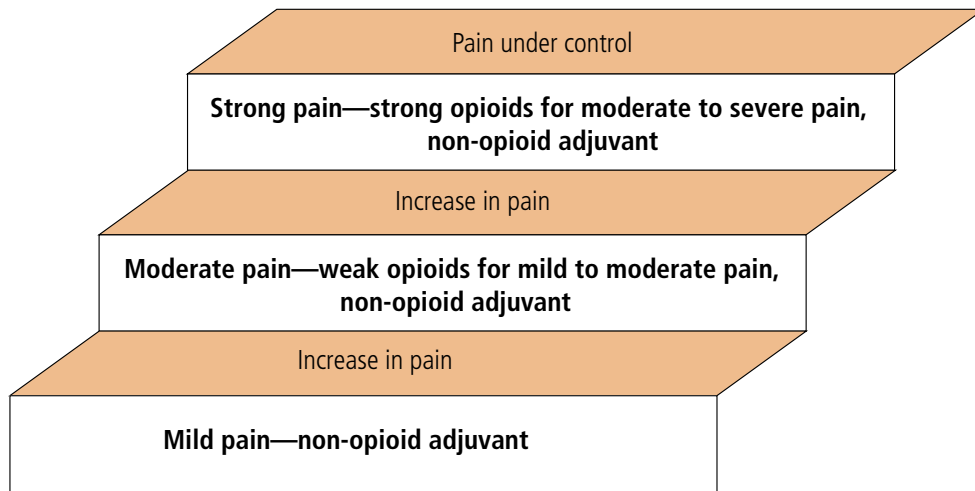 Pain under control
Strong pain—strong opioids for moderate to severe pain,
non-opioid adjuvant
Increase in pain
Moderate pain—weak opioids for mild to moderate pain,
non-opioid adjuvant
Increase in pain
Mild pain—non-opioid adjuvant